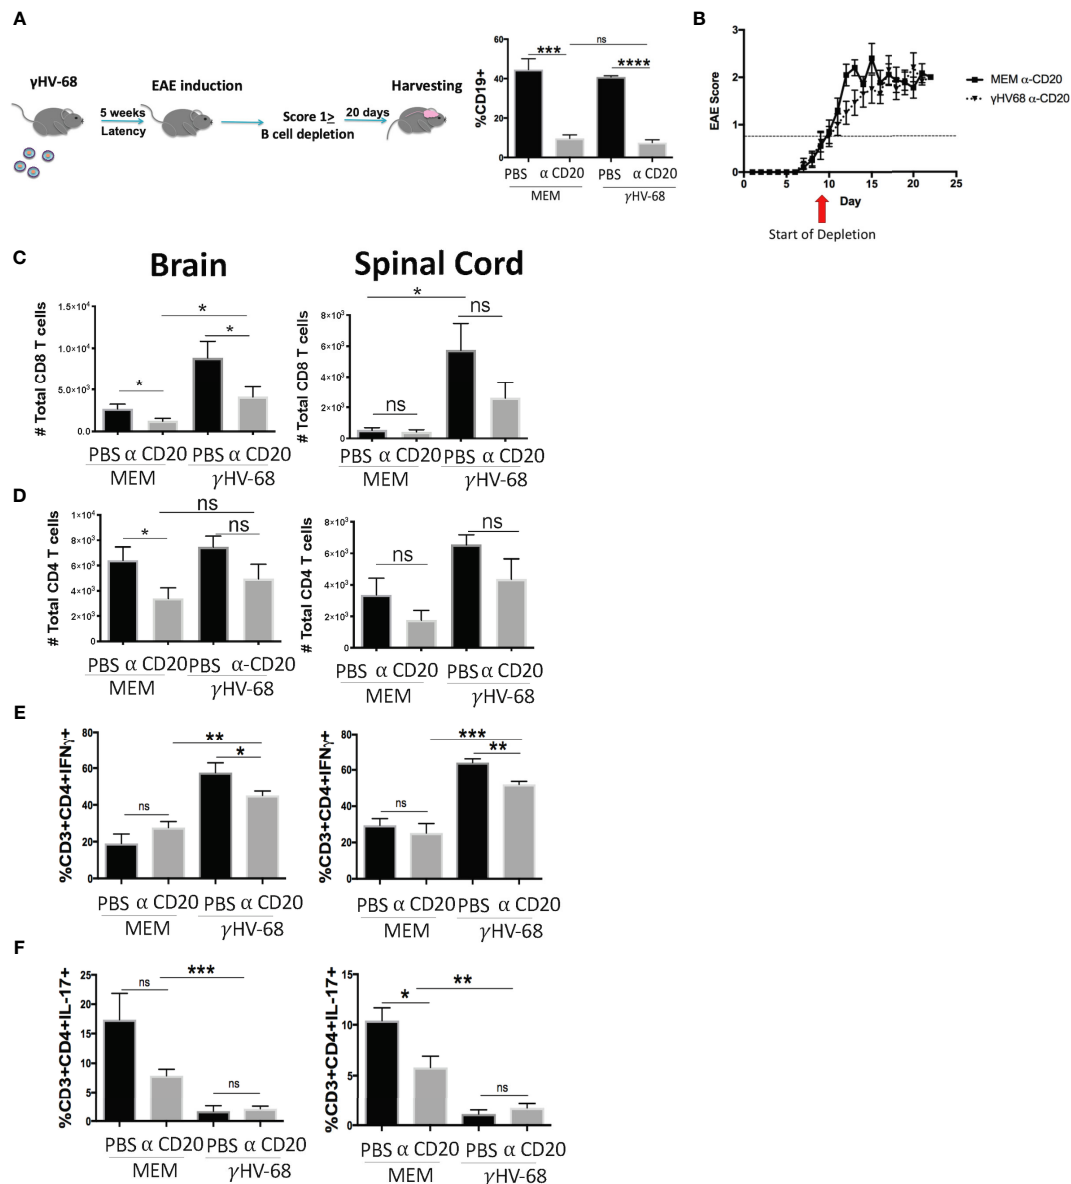 A
γHV-68
5 weeks
Latency
EAE induction
Score 1≥
B cell depletion
20 days
Harvesting
%CD19+
60
40
20
0
***
ns
****
PBS α CD20 PBS α CD20
MEM γHV-68
B
EAE Score
3
2
1
0
0 5 10 15 20 25
Day
MEM α-CD20
γHV68 α-CD20
Start of Depletion
C
Brain
Spinal Cord
# Total CD8 T cells
1.5×10⁴
1.0×10⁴
5.0×10³
0.0
*
*
*
PBS α CD20 PBS α CD20
MEM γHV-68
# Total CD8 T cells
8×10³
6×10³
4×10³
2×10³
0
*
ns
ns
PBS α CD20 PBS α CD20
MEM γHV-68
D
# Total CD4 T cells
1×10⁴
8×10³
6×10³
4×10³
2×10³
0
ns
*
ns
PBS α CD20 PBS α-CD20
MEM γHV-68
# Total CD4 T cells
8×10³
6×10³
4×10³
2×10³
0
ns
ns
PBS α CD20 PBS α CD20
MEM γHV-68
E
%CD3+CD4+IFNγ+
80
60
40
20
0
ns
**
*
PBS α CD20 PBS α CD20
MEM γHV-68
%CD3+CD4+IFNγ+
80
60
40
20
0
ns
***
**
PBS α CD20 PBS α CD20
MEM γHV-68
F
%CD3+CD4+IL-17+
25
20
15
10
5
0
ns
***
ns
PBS α CD20 PBS α CD20
MEM γHV-68
%CD3+CD4+IL-17+
15
10
5
0
*
**
ns
PBS α CD20 PBS α CD20
MEM γHV-68